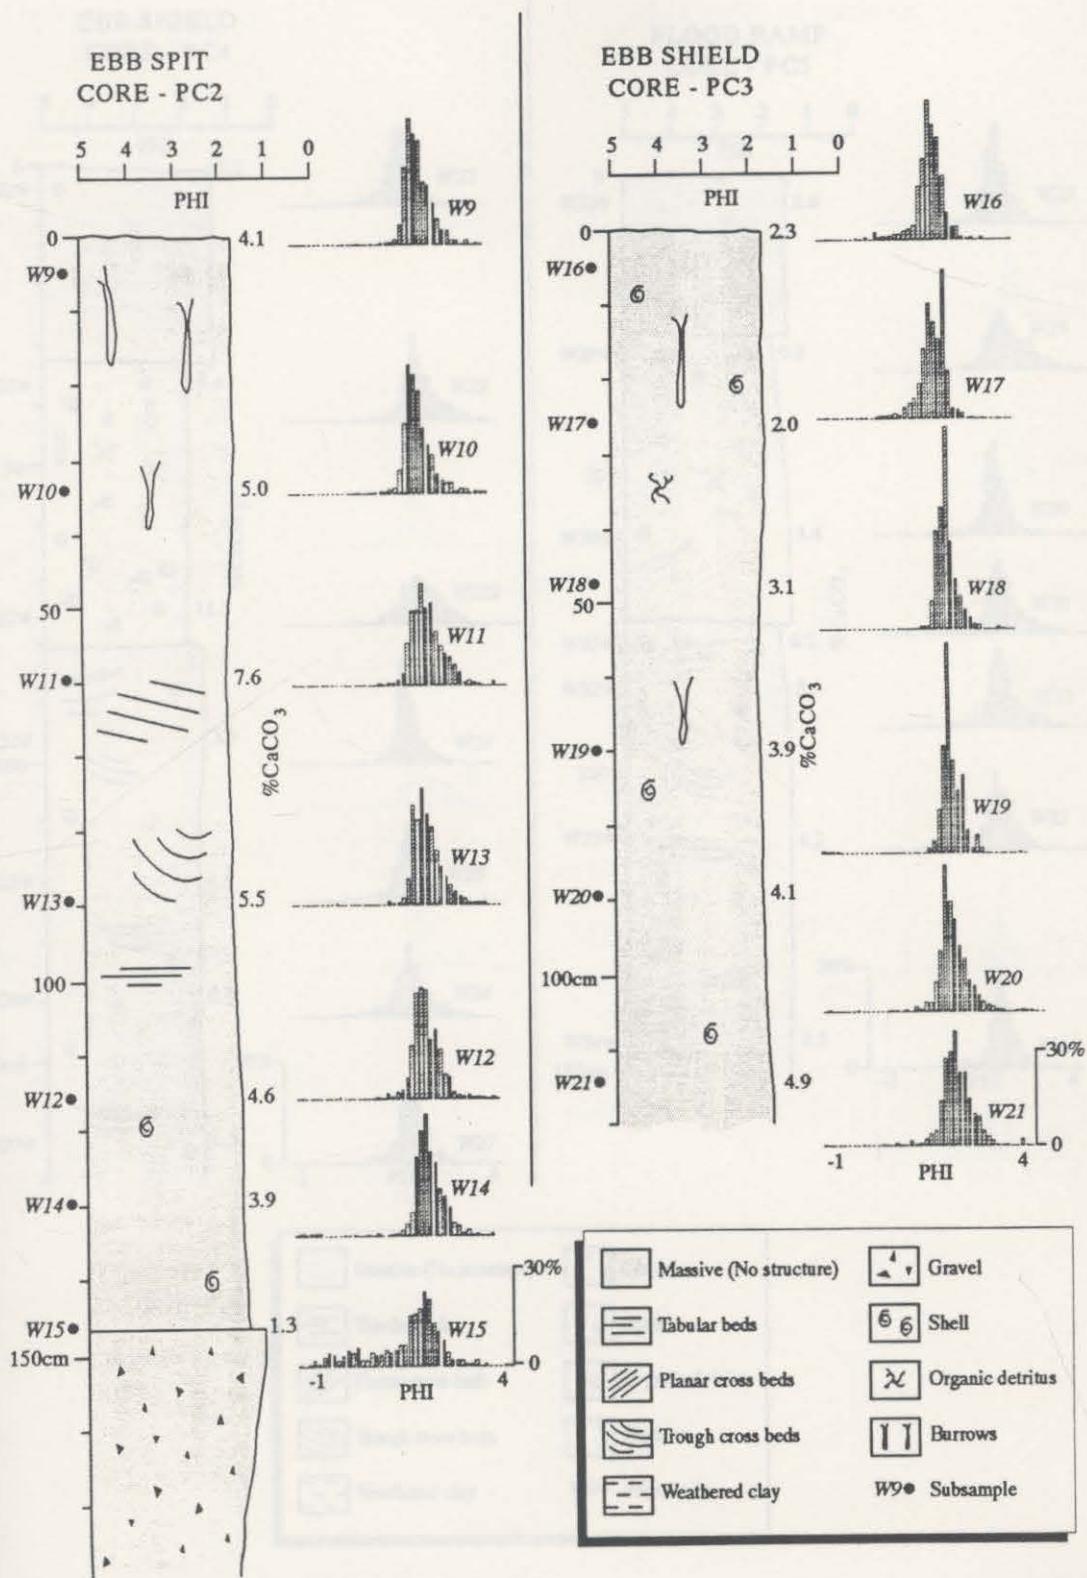 EBB SPIT
CORE - PC2
5 4 3 2 1 0
PHI
0
4.1
W9
W9
W10
5.0
W10
50
W11
7.6
W11
%CaCO3
W13
5.5
W13
100
W12
4.6
W12
W14
3.9
W14
W15
1.3
W15
150cm
30%
0
-1
4
PHI
EBB SHIELD
CORE - PC3
5 4 3 2 1 0
PHI
0
2.3
W16
W16
W17
2.0
W17
W18
3.1
W18
50
W19
3.9
W19
%CaCO3
W20
4.1
W20
100cm
W21
4.9
W21
30%
0
-1
4
PHI
Massive (No structure)
Tabular beds
Planar cross beds
Trough cross beds
Weathered clay
Gravel
Shell
Organic detritus
Burrows
W9 Subsample